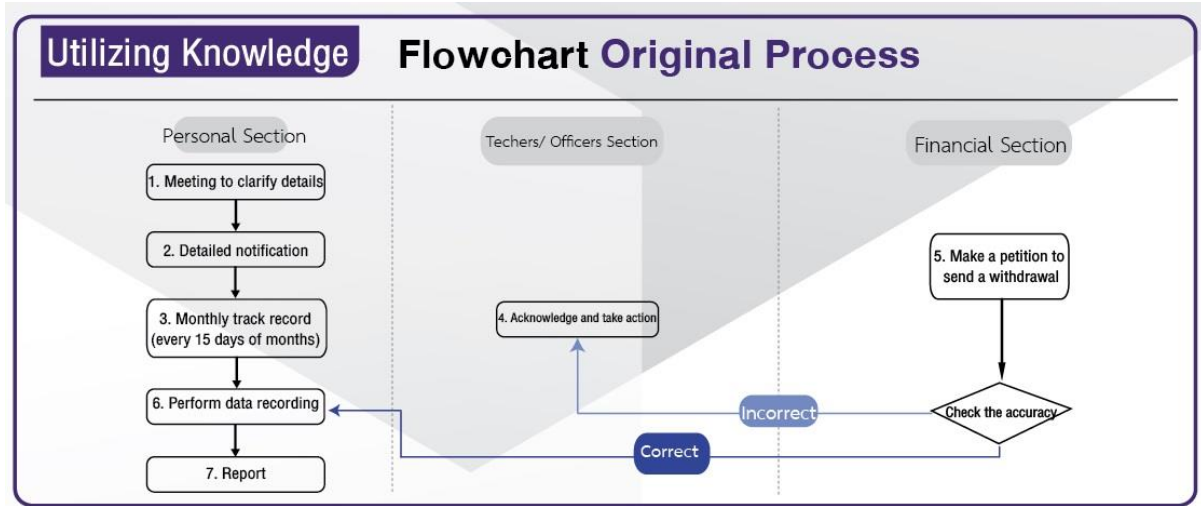 Utilizing Knowledge
Flowchart Original Process
Personal Section
1. Meeting to clarify details
2. Detailed notification
3. Monthly track record
(every 15 days of months)
6. Perform data recording
7. Report
Techers/ Officers Section
4. Acknowledge and take action
Incorrect
Correct
Financial Section
5. Make a petition to
send a withdrawal
Check the accuracy